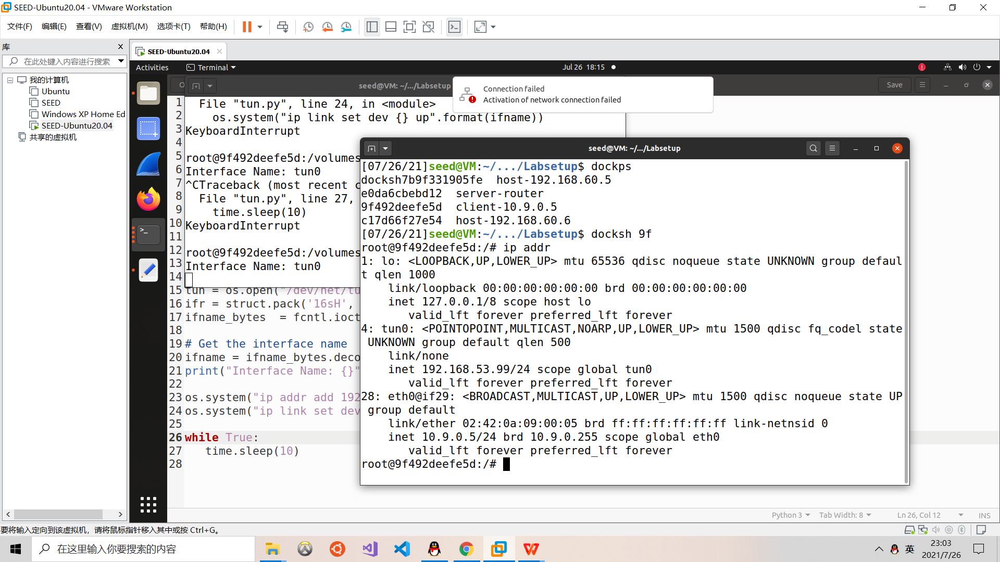 SEED-Ubuntu20.04 - VMware Workstation
文件(F) 编辑(E) 查看(V) 虚拟机(M) 选项卡(T) 帮助(H)
库
在此处键入内容进行搜索
我的计算机
Ubuntu
SEED
Windows XP Home Ed
SEED-Ubuntu20.04
共享的虚拟机
SEED-Ubuntu20.04
Activities
Terminal
Jul 26 18:15
seed@VM: ~/.../Labsetup
Connection failed
Activation of network connection failed
Save
1
2
3
4
5
6
7
8
9
10
11
12
13
14
File "tun.py", line 24, in <module>
os.system("ip link set dev {} up".format(ifname))
KeyboardInterrupt
root@9f492deefe5d:/volumes
Interface Name: tun0
^CTraceback (most recent c
File "tun.py", line 27,
time.sleep(10)
KeyboardInterrupt
root@9f492deefe5d:/volumes
Interface Name: tun0
15 tun = os.open("/dev/net/tu
16 ifr = struct.pack('16sH',
17 ifname_bytes  = fcntl.ioct
18
19 # Get the interface name
20 ifname = ifname_bytes.deco
21 print("Interface Name: {}"
22
23 os.system("ip addr add 192
24 os.system("ip link set dev
25
26 while True:
27 time.sleep(10)
28
seed@VM: ~/.../Labsetup
[07/26/21]seed@VM:~/.../Labsetup$ dockps
docksh7b9f331905fe  host-192.168.60.5
e0da6cbebd12  server-router
9f492deefe5d  client-10.9.0.5
c17d66f27e54  host-192.168.60.6
[07/26/21]seed@VM:~/.../Labsetup$ docksh 9f
root@9f492deefe5d:/# ip addr
1: lo: <LOOPBACK,UP,LOWER_UP> mtu 65536 qdisc noqueue state UNKNOWN group defaul
t qlen 1000
link/loopback 00:00:00:00:00:00 brd 00:00:00:00:00:00
inet 127.0.0.1/8 scope host lo
valid_lft forever preferred_lft forever
4: tun0: <POINTOPOINT,MULTICAST,NOARP,UP,LOWER_UP> mtu 1500 qdisc fq_codel state
UNKNOWN group default qlen 500
link/none
inet 192.168.53.99/24 scope global tun0
valid_lft forever preferred_lft forever
28: eth0@if29: <BROADCAST,MULTICAST,UP,LOWER_UP> mtu 1500 qdisc noqueue state UP
group default
link/ether 02:42:0a:09:00:05 brd ff:ff:ff:ff:ff:ff link-netnsid 0
inet 10.9.0.5/24 brd 10.9.0.255 scope global eth0
valid_lft forever preferred_lft forever
root@9f492deefe5d:/#
Python 3 Tab Width: 8 Ln 26, Col 12 INS
要将输入定向到该虚拟机，请将鼠标指针移入其中或按 Ctrl+G。
在这里输入你要搜索的内容
英
23:03
2021/7/26